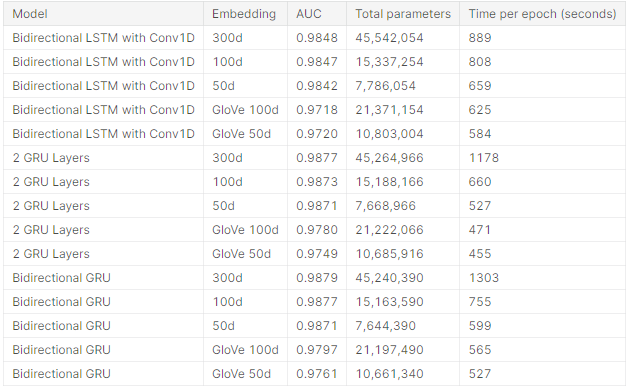 Model Embedding AUC Total parameters Time per epoch (seconds)
Bidirectional LSTM with Conv1D 300d 0.9848 45,542,054 889
Bidirectional LSTM with Conv1D 100d 0.9847 15,337,254 808
Bidirectional LSTM with Conv1D 50d 0.9842 7,786,054 659
Bidirectional LSTM with Conv1D GloVe 100d 0.9718 21,371,154 625
Bidirectional LSTM with Conv1D GloVe 50d 0.9720 10,803,004 584
2 GRU Layers 300d 0.9877 45,264,966 1178
2 GRU Layers 100d 0.9873 15,188,166 660
2 GRU Layers 50d 0.9871 7,668,966 527
2 GRU Layers GloVe 100d 0.9780 21,222,066 471
2 GRU Layers GloVe 50d 0.9749 10,685,916 455
Bidirectional GRU 300d 0.9879 45,240,390 1303
Bidirectional GRU 100d 0.9877 15,163,590 755
Bidirectional GRU 50d 0.9871 7,644,390 599
Bidirectional GRU GloVe 100d 0.9797 21,197,490 565
Bidirectional GRU GloVe 50d 0.9761 10,661,340 527